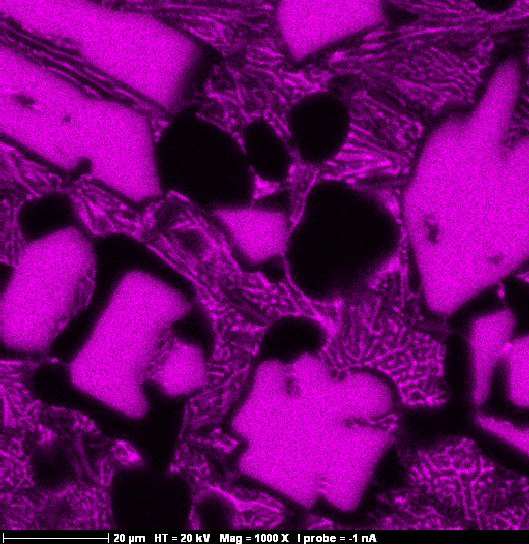 20 µm HT = 20 kV Mag = 1000 X I probe = -1 nA